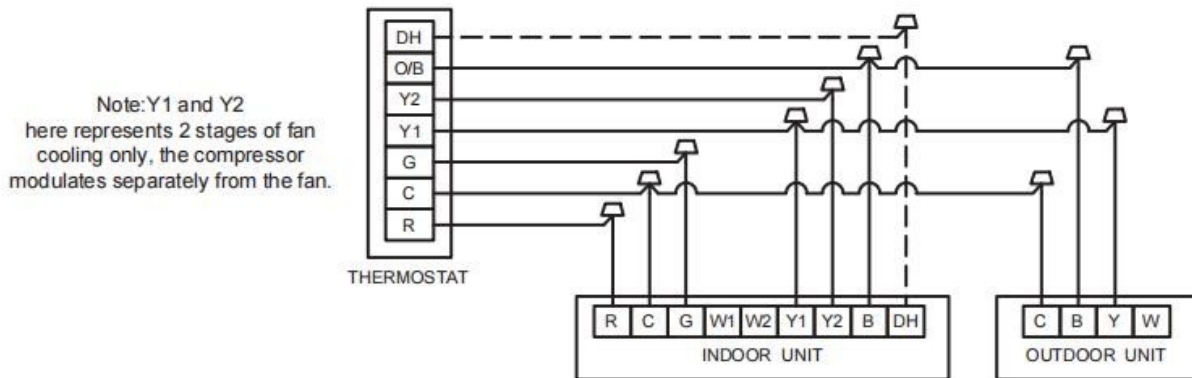 Note:Y1 and Y2
here represents 2 stages of fan
cooling only, the compressor
modulates separately from the fan.
DH
O/B
Y2
Y1
G
C
R
THERMOSTAT
R C G W1 W2 Y1 Y2 B DH
INDOOR UNIT
C B Y W
OUTDOOR UNIT